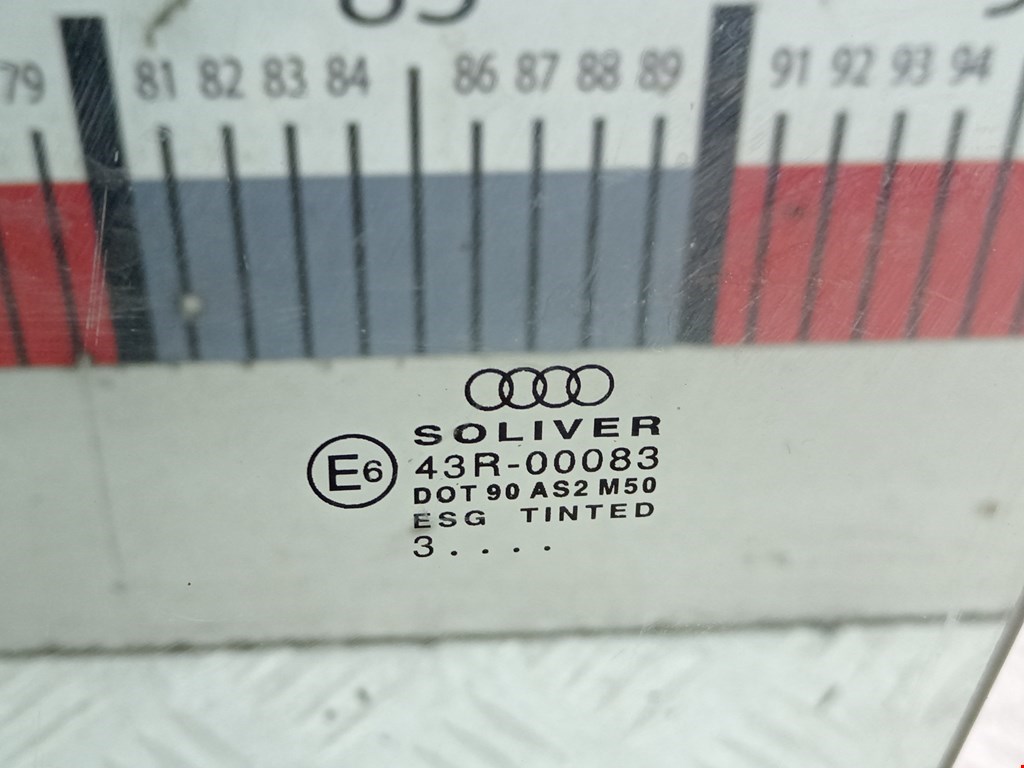 85
79 81 82 83 84 86 87 88 89 91 92 93 94
SOLIVER
E6 43R-00083
DOT 90 AS2 M50
ESG TINTED
3....